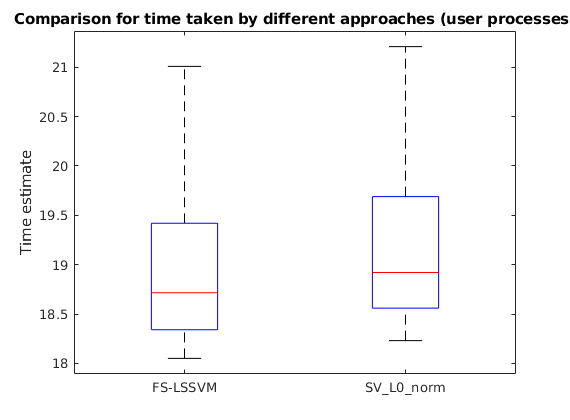 Comparison for time taken by different approaches (user processes
21
20.5
20
19.5
19
18.5
18
Time estimate
FS-LSSVM
SV_L0_norm